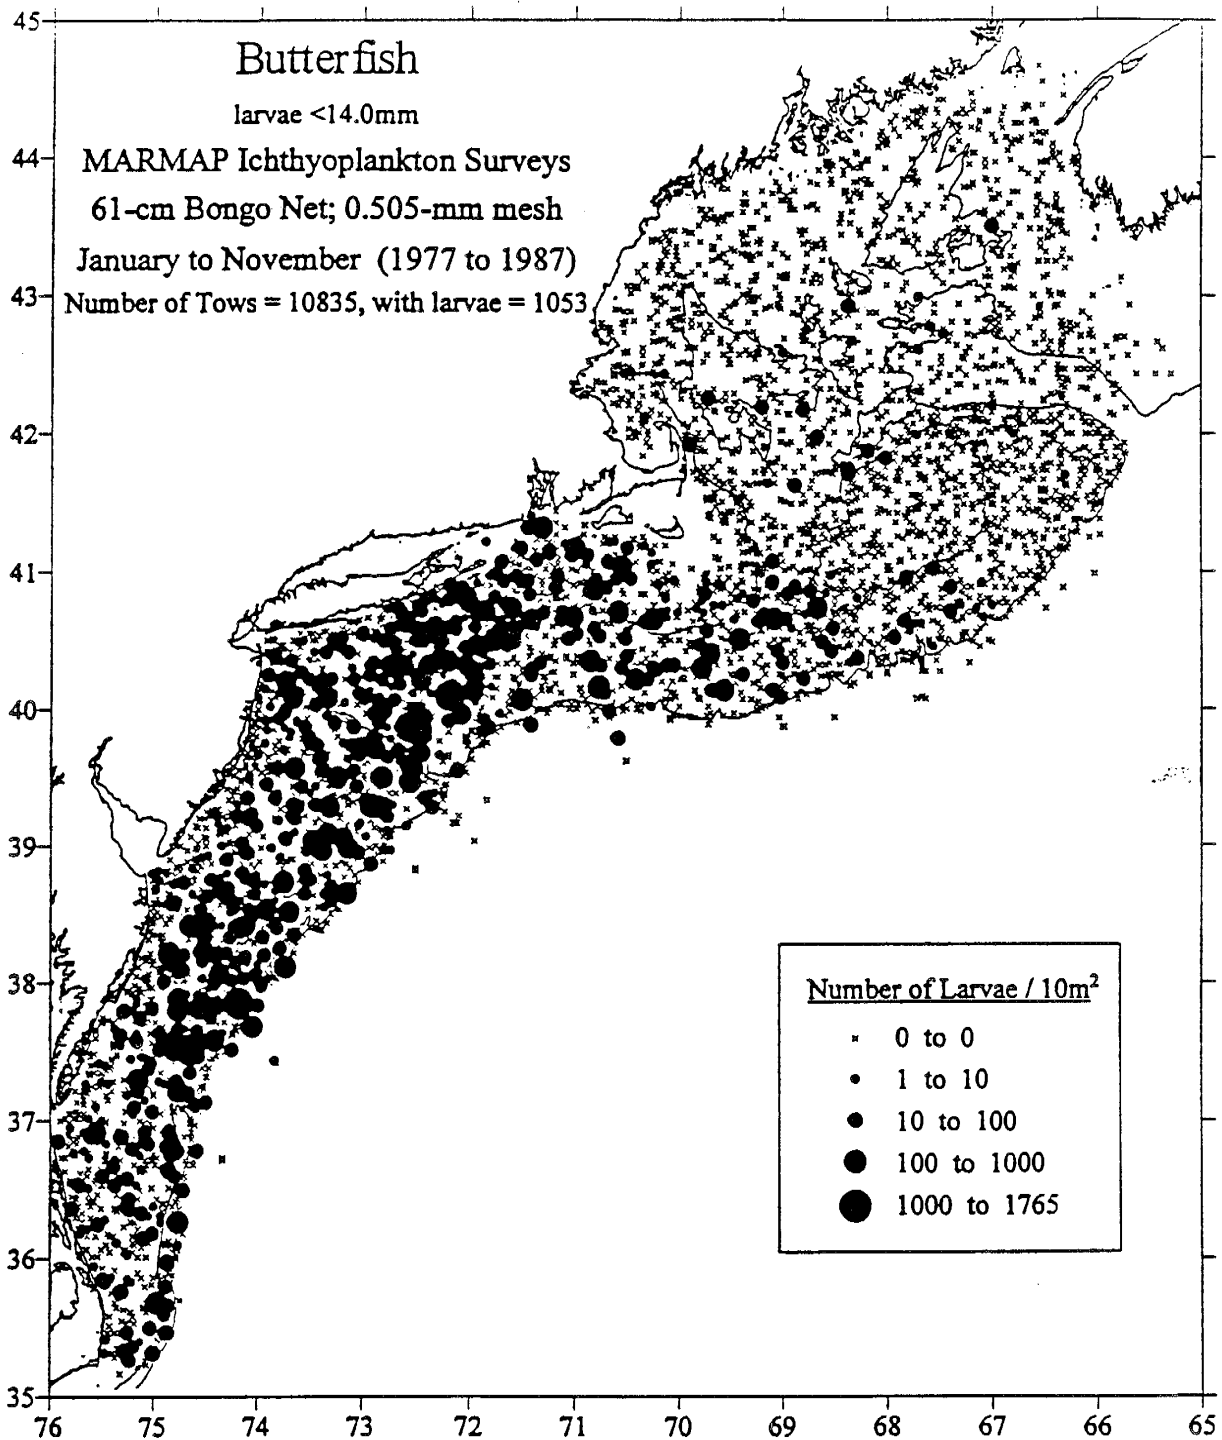 Butterfish
larvae <14.0mm
MARMAP Ichthyoplankton Surveys
61-cm Bongo Net; 0.505-mm mesh
January to November (1977 to 1987)
Number of Tows = 10835, with larvae = 1053
45
44
43
42
41
40
39
38
37
36
35
Number of Larvae / 10m²
0 to 0
1 to 10
10 to 100
100 to 1000
1000 to 1765
76 75 74 73 72 71 70 69 68 67 66 65